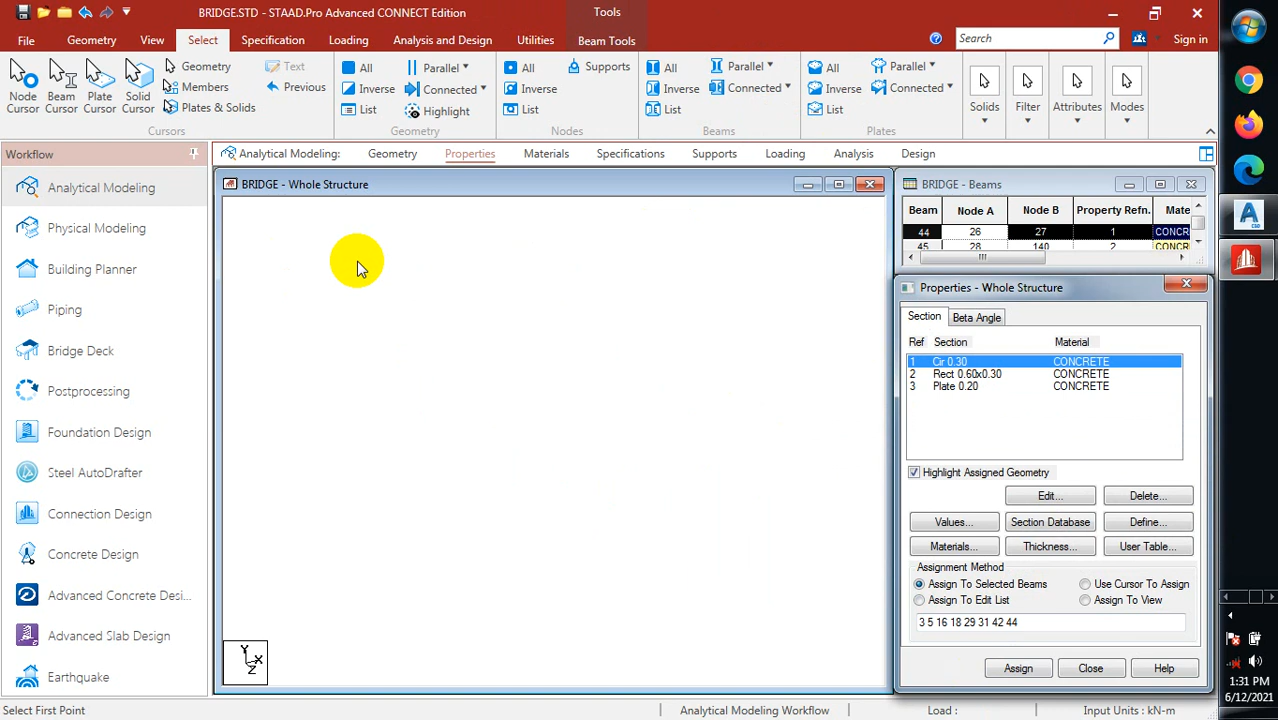 BRIDGE.STD - STAAD.Pro Advanced CONNECT Edition
Tools
File Geometry View Select Specification Loading Analysis and Design Utilities Beam Tools
Search
Sign in
Node Cursor
Beam Cursor
Plate Cursor
Solid Cursor
Geometry
Members
Plates & Solids
Text
Previous
Cursors
All
Inverse
List
Parallel
Connected
Highlight
Geometry
All
Inverse
List
Supports
Nodes
All
Inverse
List
Parallel
Connected
Beams
All
Inverse
List
Parallel
Connected
Plates
Solids
Filter
Attributes
Modes
Workflow
Analytical Modeling: Geometry Properties Materials Specifications Supports Loading Analysis Design
Analytical Modeling
Physical Modeling
Building Planner
Piping
Bridge Deck
Postprocessing
Foundation Design
Steel AutoDrafter
Connection Design
Concrete Design
Advanced Concrete Desi...
Advanced Slab Design
Earthquake
BRIDGE - Whole Structure
Y
X
Z
BRIDGE - Beams
Beam Node A Node B Property Refn. Mate
44 26 27 1 CONCR
45 28 140 2 CONCR
Properties - Whole Structure
Section Beta Angle
Ref Section Material
1 Cir 0.30 CONCRETE
2 Rect 0.60x0.30 CONCRETE
3 Plate 0.20 CONCRETE
Highlight Assigned Geometry
Edit... Delete...
Values... Section Database Define...
Materials... Thickness... User Table...
Assignment Method
Assign To Selected Beams Use Cursor To Assign
Assign To Edit List Assign To View
3 5 16 18 29 31 42 44
Assign Close Help
Select First Point
Analytical Modeling Workflow
Load :
Input Units : kN-m
1:31 PM
6/12/2021